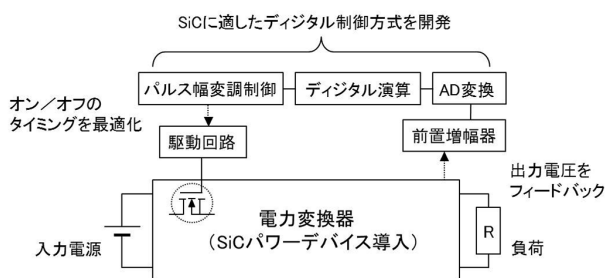 SiCに適したディジタル制御方式を開発
パルス幅変調制御
ディジタル演算
AD変換
オン／オフの
タイミングを最適化
駆動回路
前置増幅器
出力電圧を
フィードバック
電力変換器
（SiCパワーデバイス導入）
入力電源
R
負荷